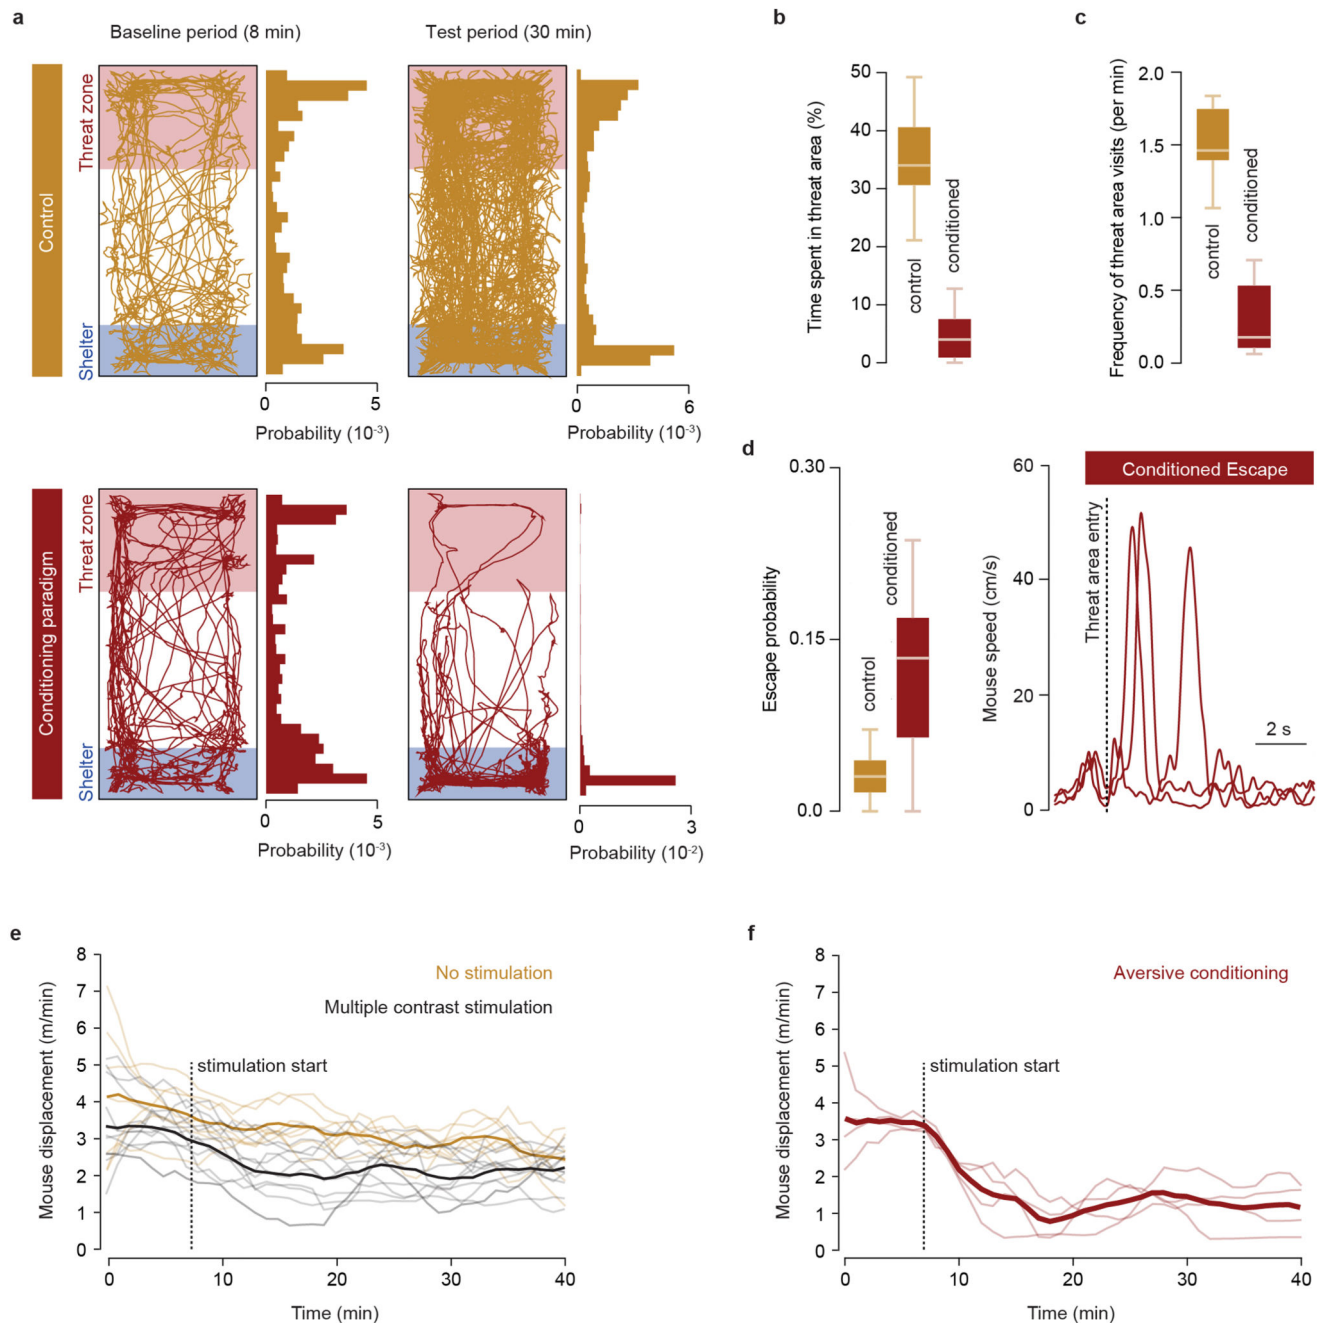 a
Baseline period (8 min)
Test period (30 min)
Control
Threat zone
Shelter
0
5
Probability (10-3)
0
6
Probability (10-3)
Conditioning paradigm
Threat zone
Shelter
0
5
Probability (10-3)
0
3
Probability (10-2)
b
Time spent in threat area (%)
50
40
30
20
10
0
control
conditioned
c
Frequency of threat area visits (per min)
2.0
1.5
1.0
0.5
0.0
control
conditioned
d
Escape probability
0.30
0.15
0.0
control
conditioned
Mouse speed (cm/s)
60
40
20
0
Conditioned Escape
Threat area entry
2 s
e
Mouse displacement (m/min)
8
7
6
5
4
3
2
1
0
No stimulation
Multiple contrast stimulation
stimulation start
0
10
20
30
40
Time (min)
f
Mouse displacement (m/min)
8
7
6
5
4
3
2
1
0
Aversive conditioning
stimulation start
0
10
20
30
40
Time (min)